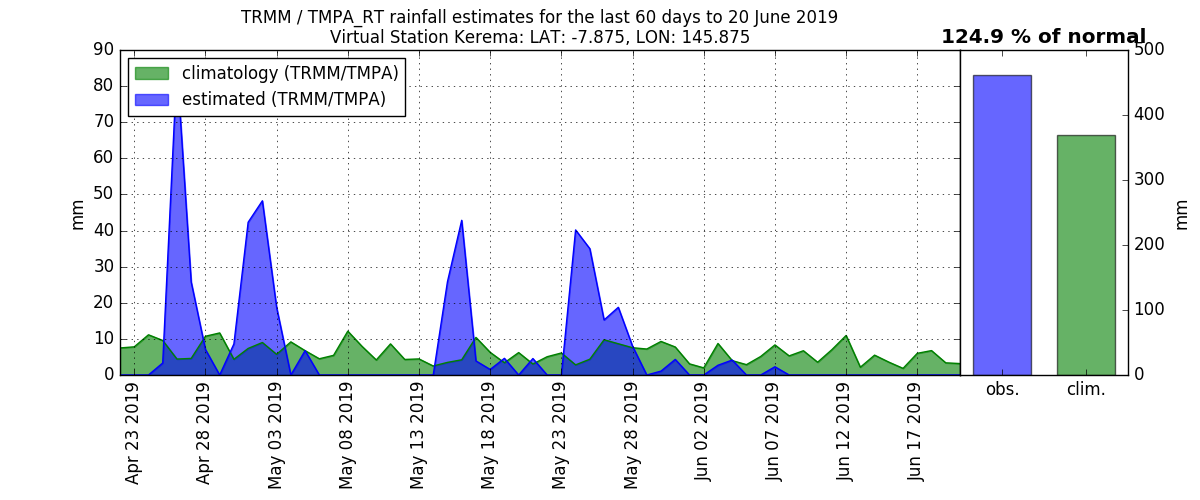 TRMM / TMPA_RT rainfall estimates for the last 60 days to 20 June 2019
Virtual Station Kerema: LAT: -7.875, LON: 145.875
124.9 % of normal
climatology (TRMM/TMPA)
estimated (TRMM/TMPA)
90
80
70
60
50
40
30
20
10
0
mm
Apr 23 2019
Apr 28 2019
May 03 2019
May 08 2019
May 13 2019
May 18 2019
May 23 2019
May 28 2019
Jun 02 2019
Jun 07 2019
Jun 12 2019
Jun 17 2019
500
400
300
200
100
0
mm
obs.
clim.